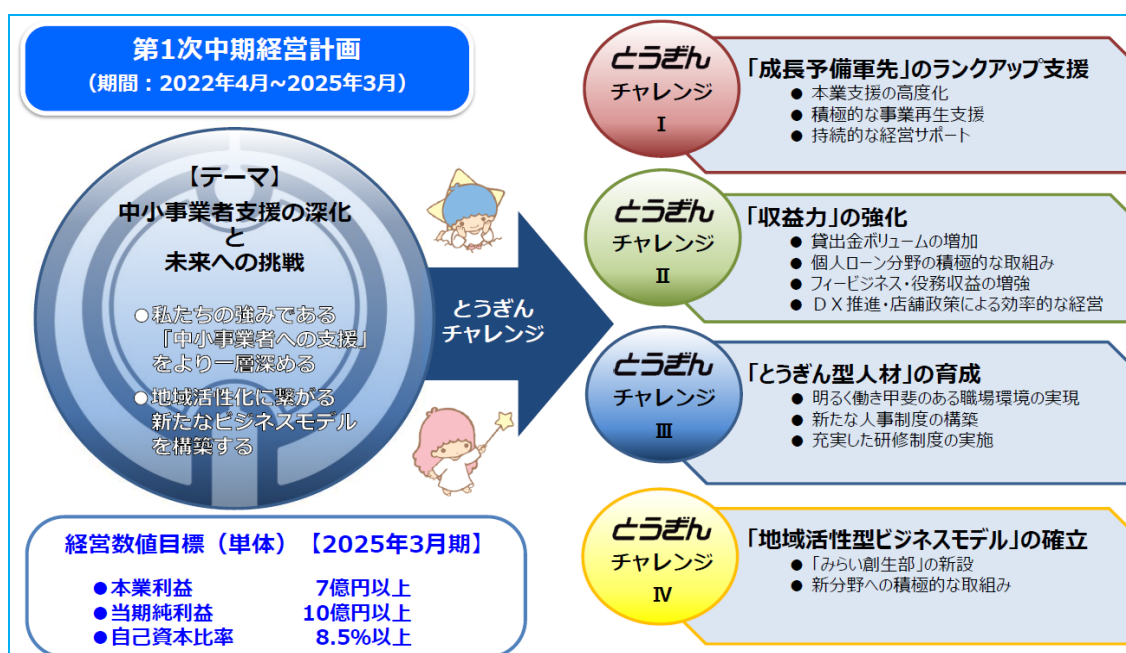 第1次中期経営計画
(期間:2022年4月~2025年3月)
【テーマ】
中小事業者支援の深化
と
未来への挑戦
○私たちの強みである
「中小事業者への支援」
をより一層深める
●地域活性化に繋がる
新たなビジネスモデル
を構築する
とうぎん
チャレンジ
経営数値目標(単体)【2025年3月期】
●本業利益 7億円以上
●当期純利益 10億円以上
●自己資本比率 8.5%以上
とうぎん
チャレンジ
Ⅰ
「成長予備軍先」のランクアップ支援
● 本業支援の高度化
● 積極的な事業再生支援
● 持続的な経営サポート
とうぎん
チャレンジ
Ⅱ
「収益力」の強化
● 貸出金ボリュームの増加
● 個人ローン分野の積極的な取組み
● フィービジネス・役務収益の増強
● DX推進・店舗政策による効率的な経営
とうぎん
チャレンジ
Ⅲ
「とうぎん型人材」の育成
● 明るく働き甲斐のある職場環境の実現
● 新たな人事制度の構築
● 充実した研修制度の実施
とうぎん
チャレンジ
Ⅳ
「地域活性型ビジネスモデル」の確立
● 「みらい創生部」の新設
● 新分野への積極的な取組み